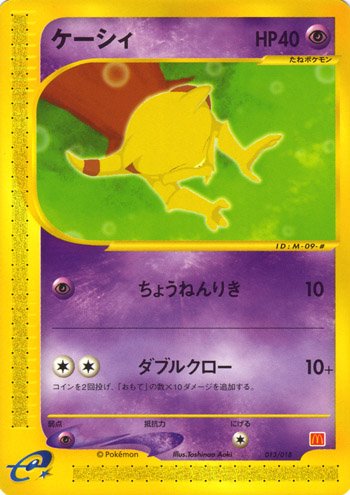 ケーシィ
HP40
たねポケモン
ID:M-09-#
ちょうねんりき 10
ダブルクロー 10+
コインを2回投げ、「おもて」の数×10ダメージを追加する。
弱点 抵抗力 にげる
© Pokémon Illus.Toshinao Aoki 013/018
e